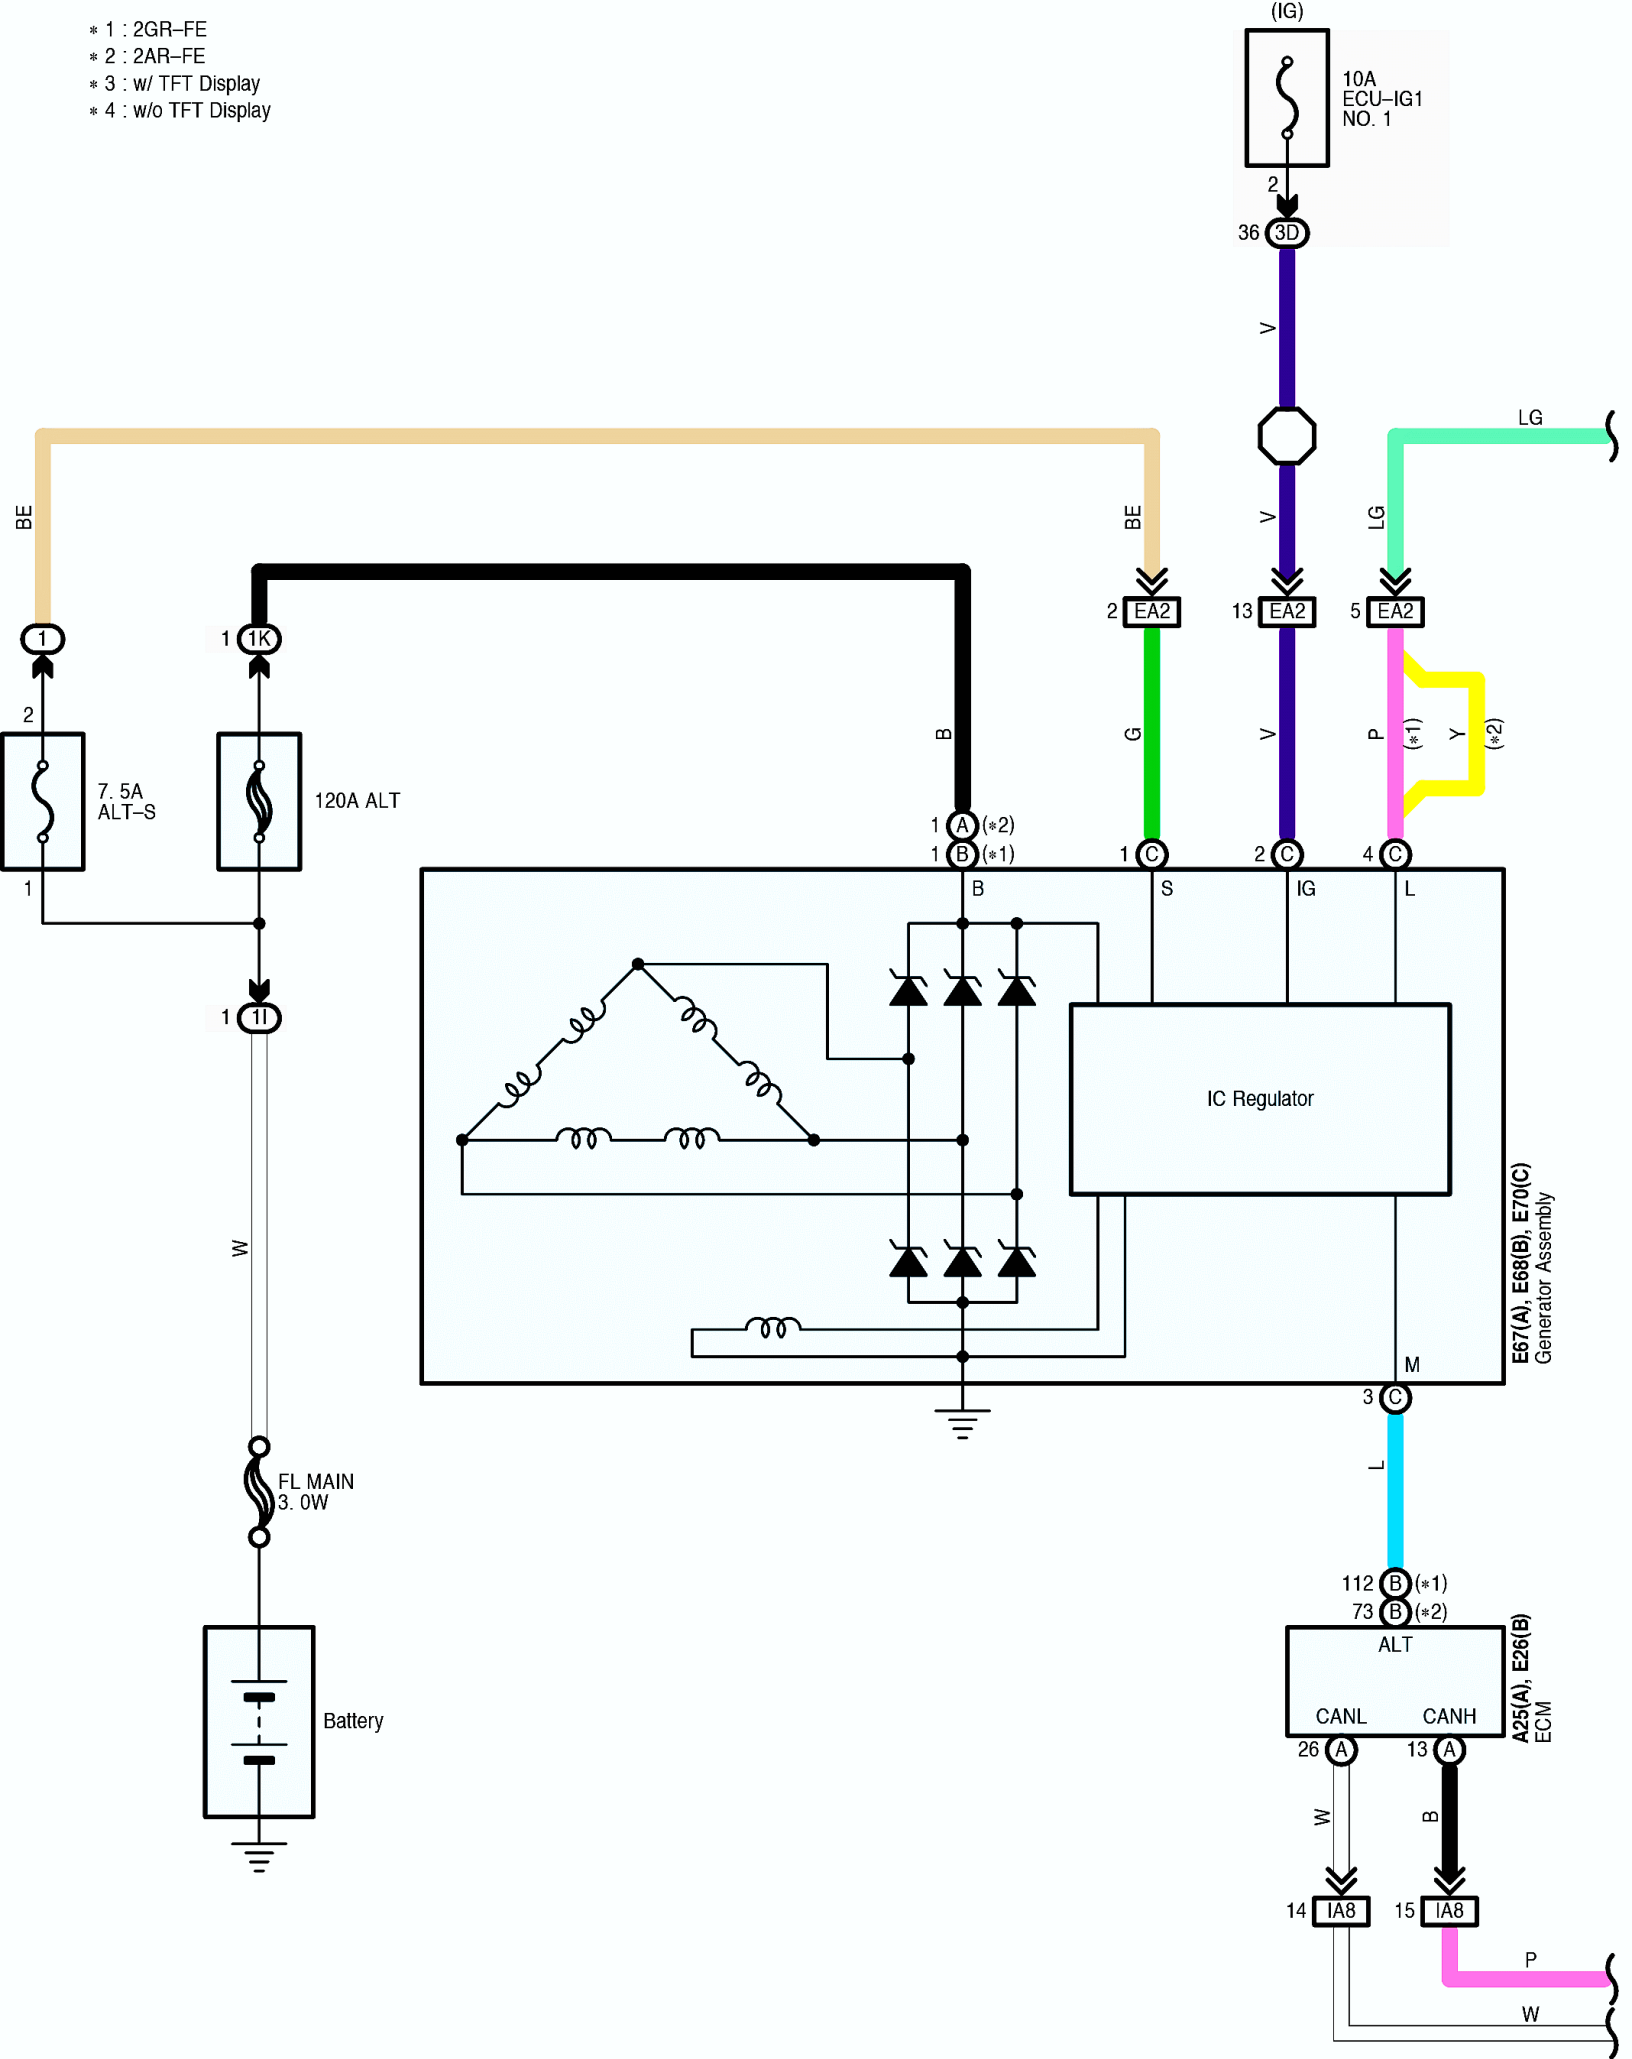 (IG)
∗ 1 : 2GR–FE
∗ 2 : 2AR–FE
∗ 3 : w/ TFT Display
∗ 4 : w/o TFT Display
10A
ECU–IG1
NO. 1
2
36 3D
V
LG
BE
BE
V
LG
2 EA2
13 EA2
5 EA2
1
1 1K
2
B
G
V
P
(∗1)
Y
(∗2)
7. 5A
ALT–S
120A ALT
1 A (∗2)
1 B (∗1)
1 C
2 C
4 C
1
B
S
IG
L
1 1I
IC Regulator
W
E67(A), E68(B), E70(C)
Generator Assembly
M
3 C
L
FL MAIN
3. 0W
112 B (∗1)
73 B (∗2)
ALT
A25(A), E26(B)
ECM
CANL
CANH
Battery
26 A
13 A
W
B
14 IA8
15 IA8
P
W